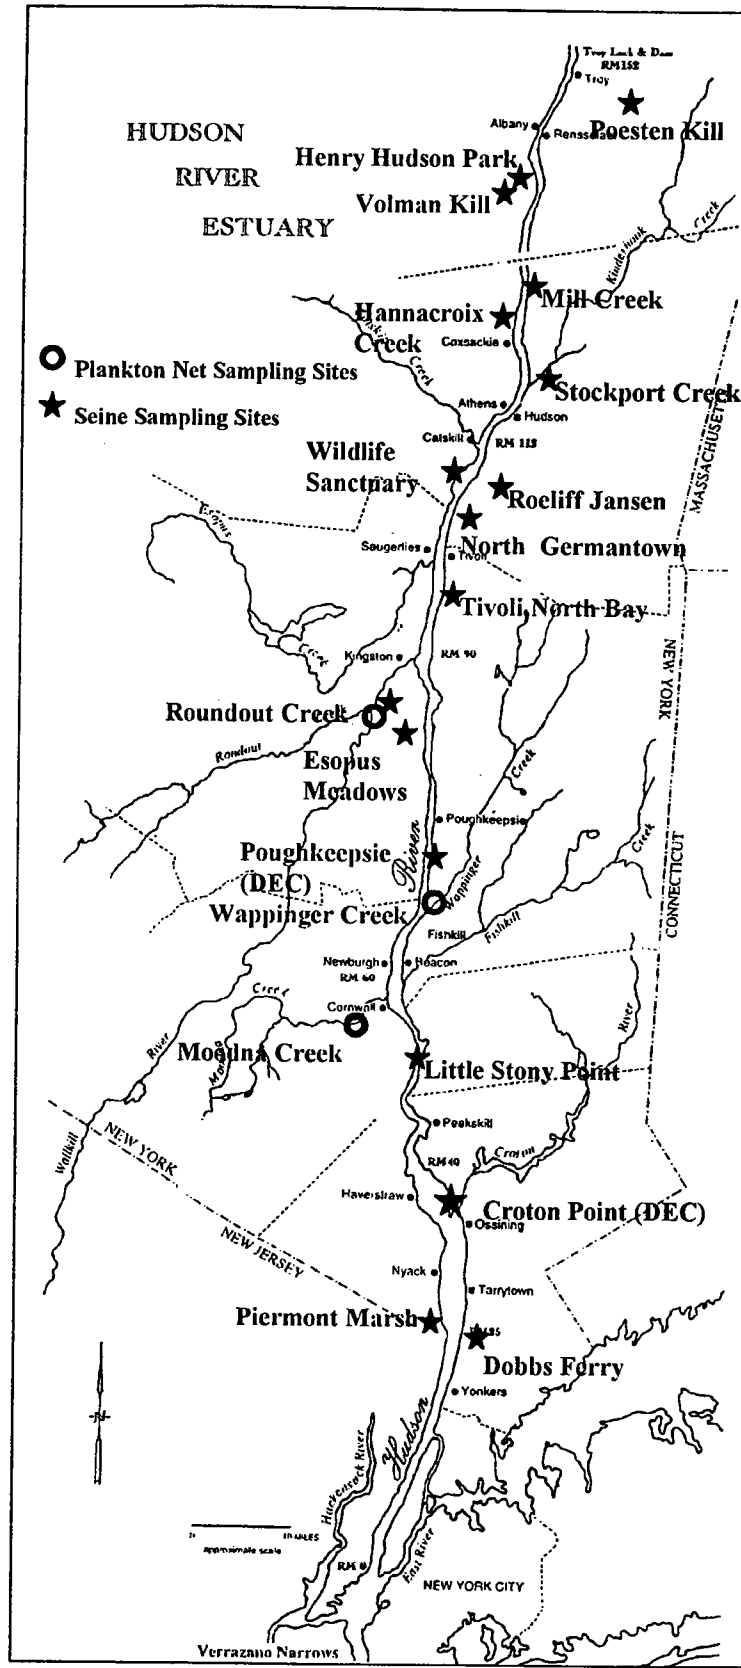 Troy Lock & Dam
RM 152
Troy
HUDSON
RIVER
ESTUARY
Albany
Poesten Kill
Henry Hudson Park
Volman Kill
Kinderhook
Creek
Mill Creek
Hannacroix
Creek
Creek
Coxsackie
Plankton Net Sampling Sites
Seine Sampling Sites
Stockport Creek
Athens
Hudson
Catskill
RM 113
MASSACHUSETT
Wildlife
Sanctuary
Roeliff Jansen
Esopus
Creek
Saugerties
Tivoli
North Germantown
Tivoli North Bay
Kingston
RM 90
NEW YORK
CONNECTICUT
Roundout Creek
Rondout
Esopus
Meadows
Creek
Poughkeepsie
River
Poughkeepsie
(DEC)
Wappinger
Creek
Wappinger Creek
Fishkill
Fishkill
Newburgh
Beacon
RM 60
Creek
Cornwall
River
Moodna Creek
River
Little Stony Point
Wallkill
NEW YORK
NEW JERSEY
Peekskill
RM 40
Croton
Haverstraw
Croton Point (DEC)
Ossining
Nyack
Tarrytown
Piermont Marsh
Dobbs Ferry
Yonkers
N
Hudson
Hackensack River
approximate scale
East River
NEW YORK CITY
Verrazano Narrows